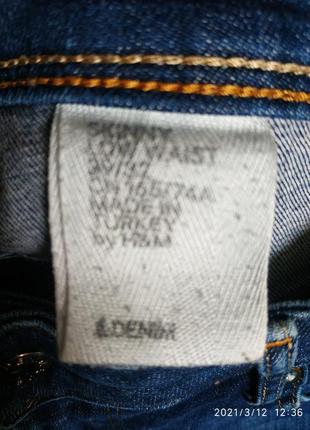 SKINNY
LOW WAIST
CN 165/74A
MADE IN
TURKEY
by H&M
&DENIM
2021/3/12 12:36